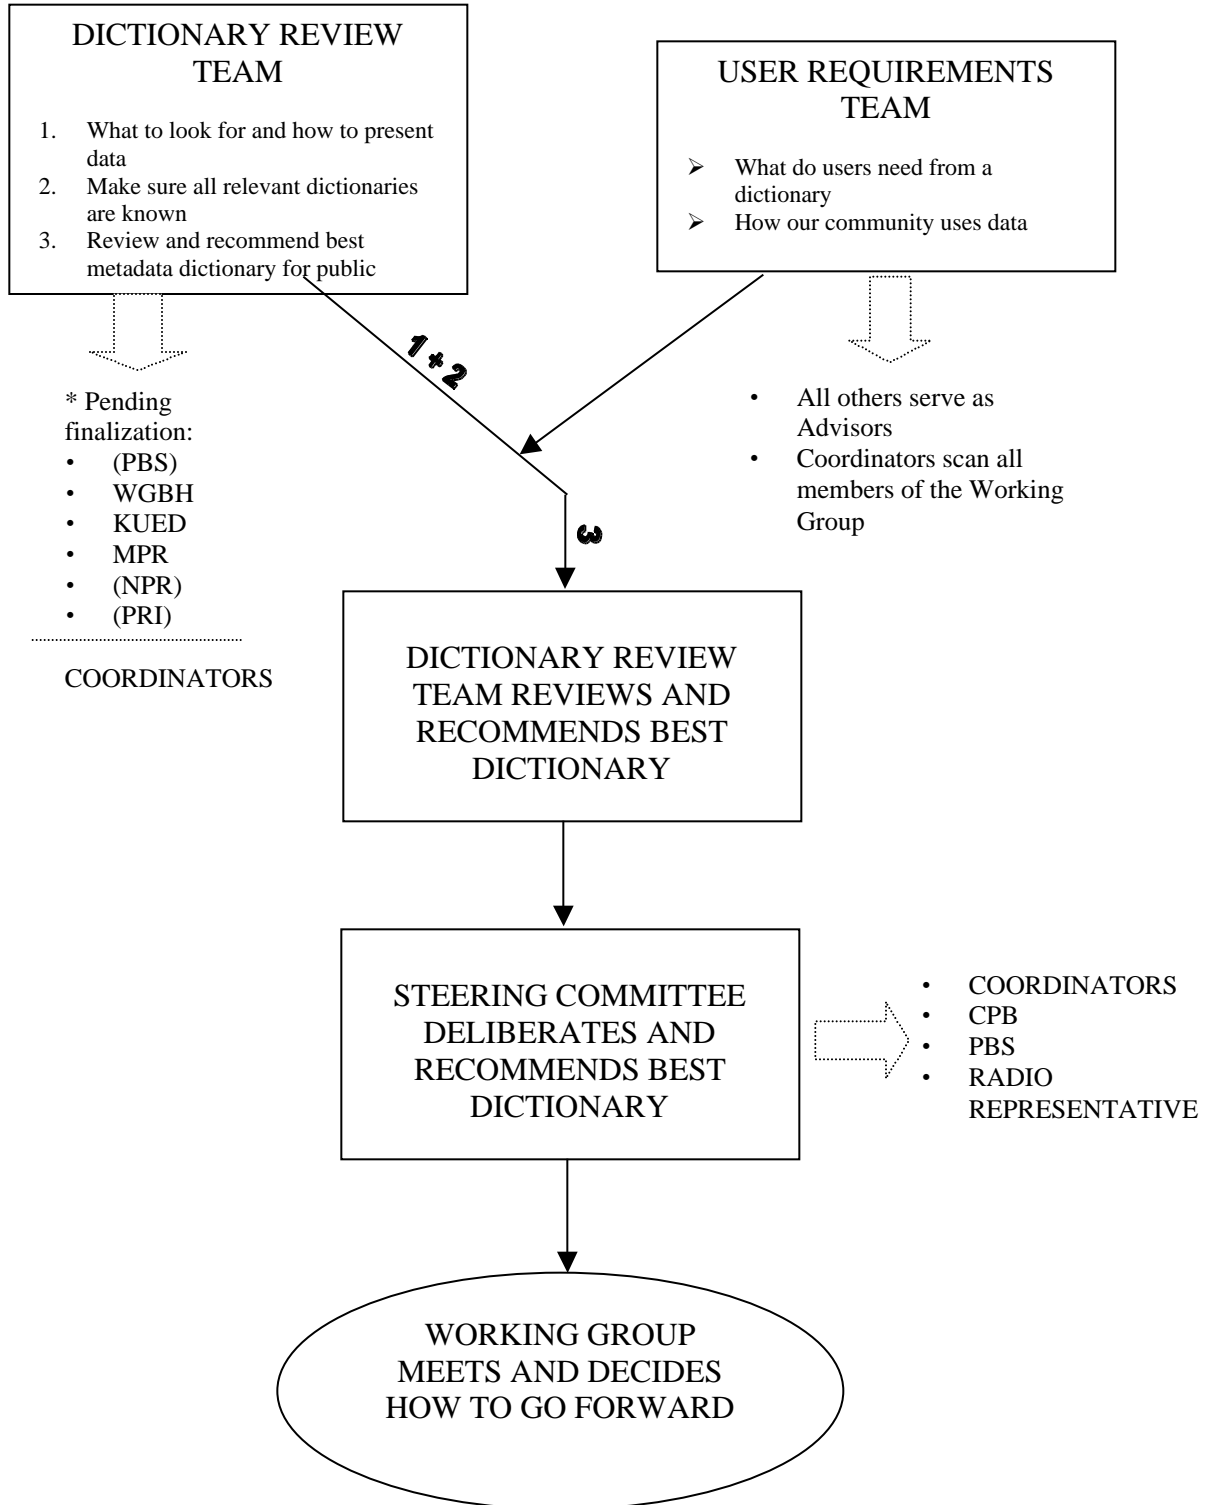 DICTIONARY REVIEW
TEAM
1. What to look for and how to present
data
2. Make sure all relevant dictionaries
are known
3. Review and recommend best
metadata dictionary for public
USER REQUIREMENTS
TEAM
➢ What do users need from a
dictionary
➢ How our community uses data
1 + 2
* Pending
finalization:
• (PBS)
• WGBH
• KUED
• MPR
• (NPR)
• (PRI)
COORDINATORS
• All others serve as
Advisors
• Coordinators scan all
members of the Working
Group
3
DICTIONARY REVIEW
TEAM REVIEWS AND
RECOMMENDS BEST
DICTIONARY
STEERING COMMITTEE
DELIBERATES AND
RECOMMENDS BEST
DICTIONARY
• COORDINATORS
• CPB
• PBS
• RADIO
REPRESENTATIVE
WORKING GROUP
MEETS AND DECIDES
HOW TO GO FORWARD